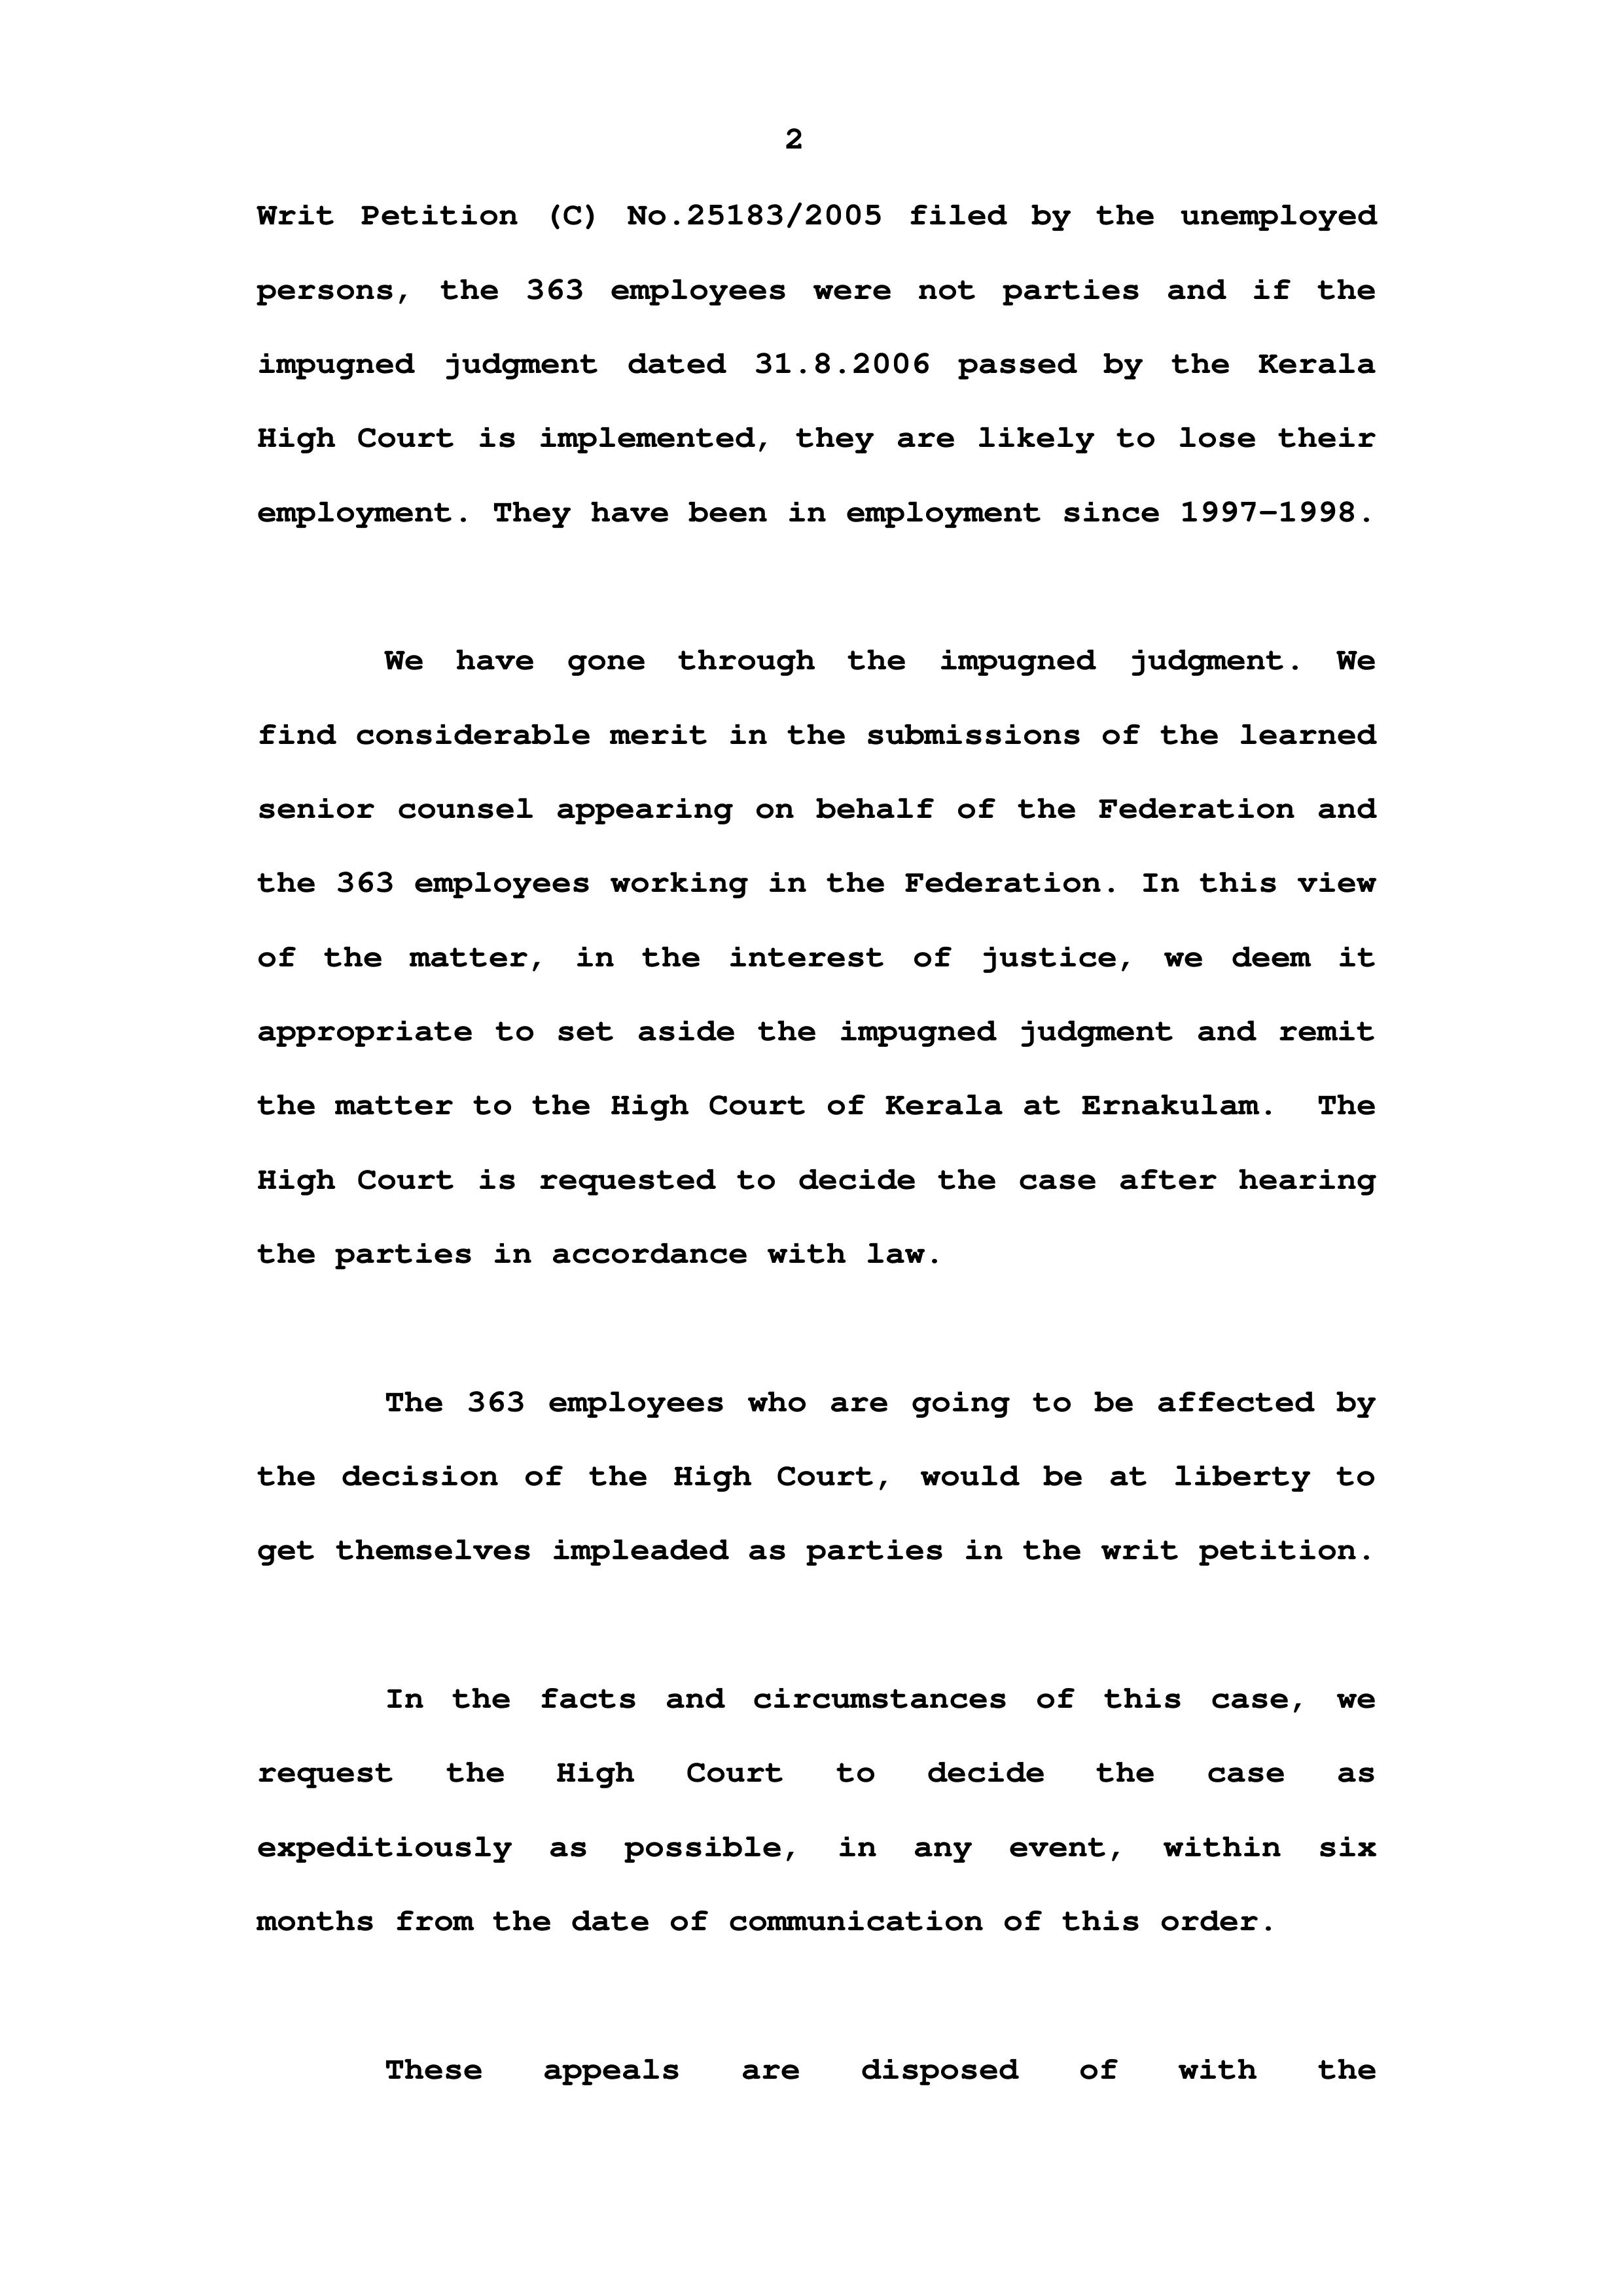 2
Writ Petition (C) No.25183/2005 filed by the unemployed
persons, the 363 employees were not parties and if the
impugned judgment dated 31.8.2006 passed by the Kerala
High Court is implemented, they are likely to lose their
employment. They have been in employment since 1997-1998.
We have gone through the impugned judgment. We
find considerable merit in the submissions of the learned
senior counsel appearing on behalf of the Federation and
the 363 employees working in the Federation. In this view
of the matter, in the interest of justice, we deem it
appropriate to set aside the impugned judgment and remit
the matter to the High Court of Kerala at Ernakulam. The
High Court is requested to decide the case after hearing
the parties in accordance with law.
The 363 employees who are going to be affected by
the decision of the High Court, would be at liberty to
get themselves impleaded as parties in the writ petition.
In the facts and circumstances of this case, we
request the High Court to decide the case as
expeditiously as possible, in any event, within six
months from the date of communication of this order.
These appeals are disposed of with the